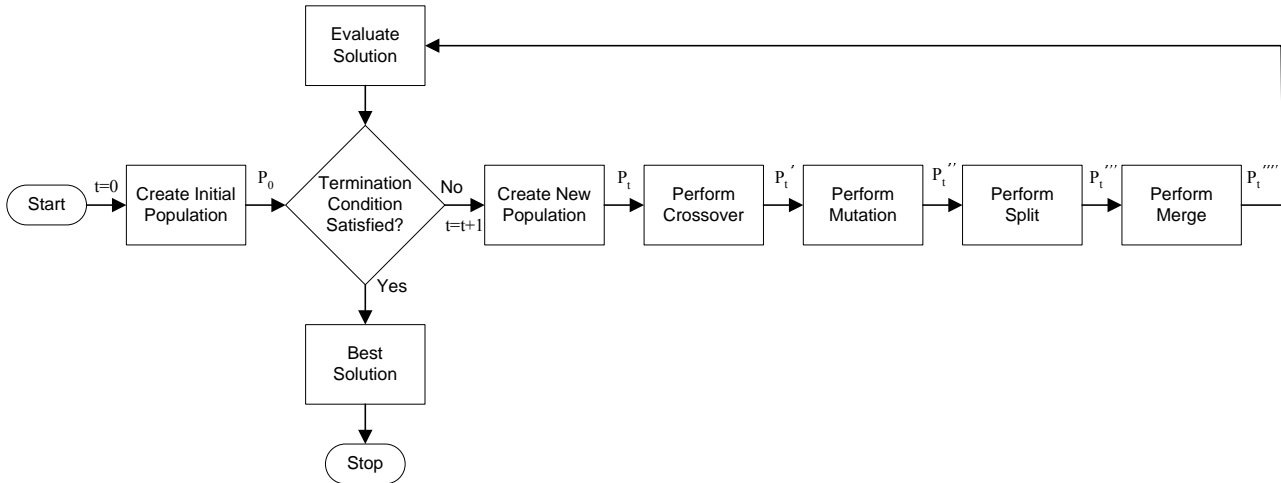 Evaluate
Solution
Start
t=0
Create Initial
Population
P₀
Termination
Condition
Satisfied?
No
t=t+1
Create New
Population
Pₜ
Perform
Crossover
Pₜ'
Perform
Mutation
Pₜ''
Perform
Split
Pₜ'''
Perform
Merge
Pₜ''''
Yes
Best
Solution
Stop